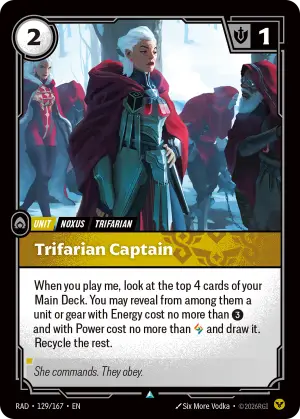 2
1
UNIT NOXUS TRIFARIAN
Trifarian Captain
When you play me, look at the top 4 cards of your
Main Deck. You may reveal from among them a
unit or gear with Energy cost no more than 3
and with Power cost no more than and draw it.
Recycle the rest.
She commands. They obey.
RAD • 129/167 • EN Six More Vodka • ©2026RGI